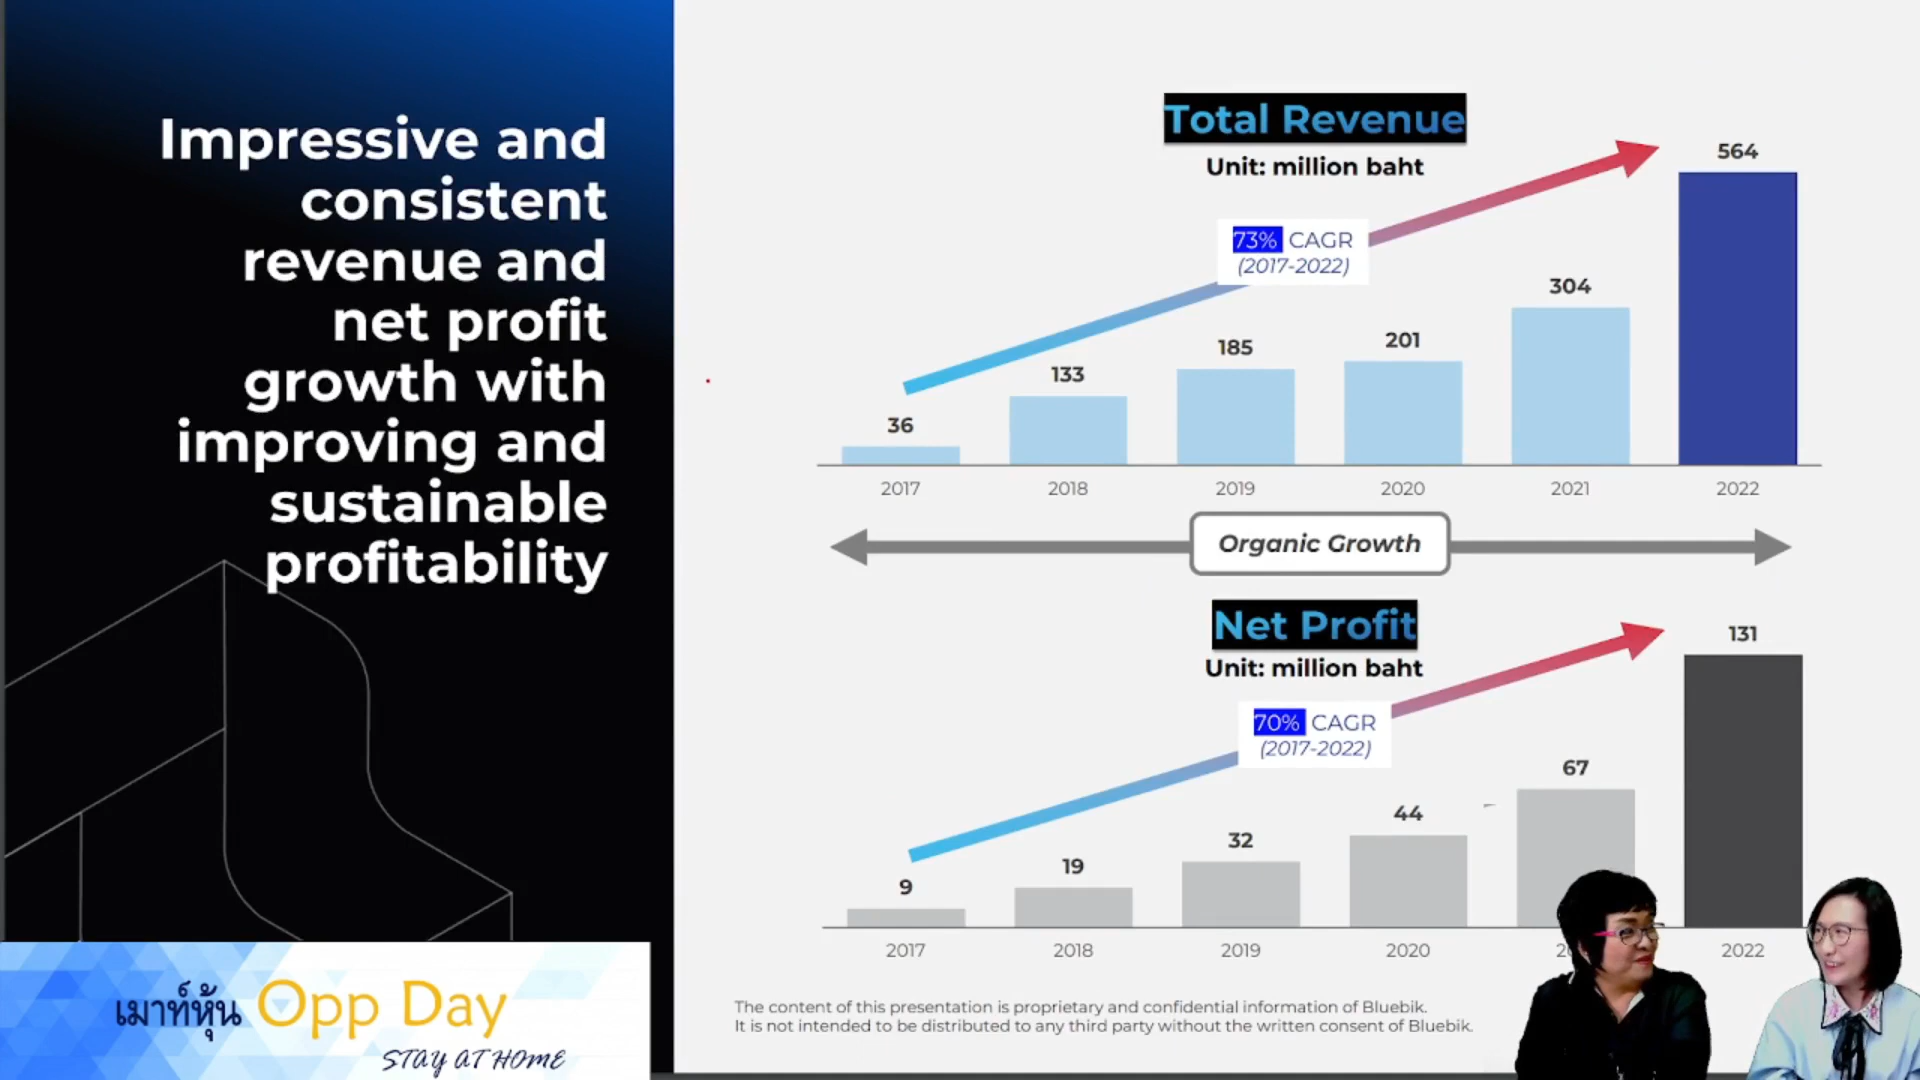 Impressive and
consistent
revenue and
net profit
growth with
improving and
sustainable
profitability
Total Revenue
Unit: million baht
73% CAGR
(2017-2022)
36
133
185
201
304
564
2017
2018
2019
2020
2021
2022
Organic Growth
Net Profit
Unit: million baht
70% CAGR
(2017-2022)
9
19
32
44
67
131
2017
2018
2019
2020
2022
The content of this presentation is proprietary and confidential information of Bluebik.
It is not intended to be distributed to any third party without the written consent of Bluebik.
เมาท์หุ้น Opp Day
STAY AT HOME